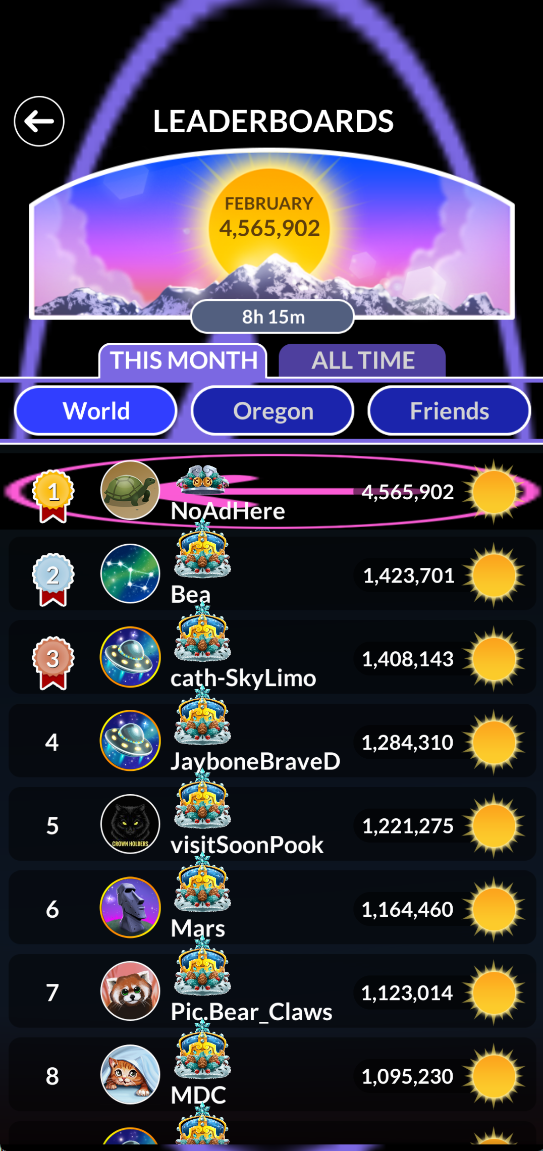 LEADERBOARDS
FEBRUARY
4,565,902
8h 15m
THIS MONTH
ALL TIME
World
Oregon
Friends
1
NoAdHere
4,565,902
2
Bea
1,423,701
3
cath-SkyLimo
1,408,143
4
JayboneBraveD
1,284,310
5
CROWN HOLDERS
visitSoonPook
1,221,275
6
Mars
1,164,460
7
Pic.Bear_Claws
1,123,014
8
MDC
1,095,230